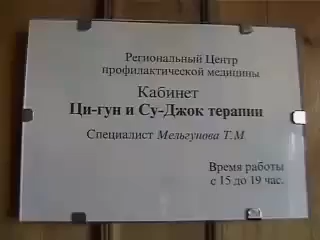 Региональный Центр
профилактической медицины
Кабинет
Ци-гун и Су-Джок терапии
Специалист Мельгунова Т.М
Время работы
с 15 до 19 час.